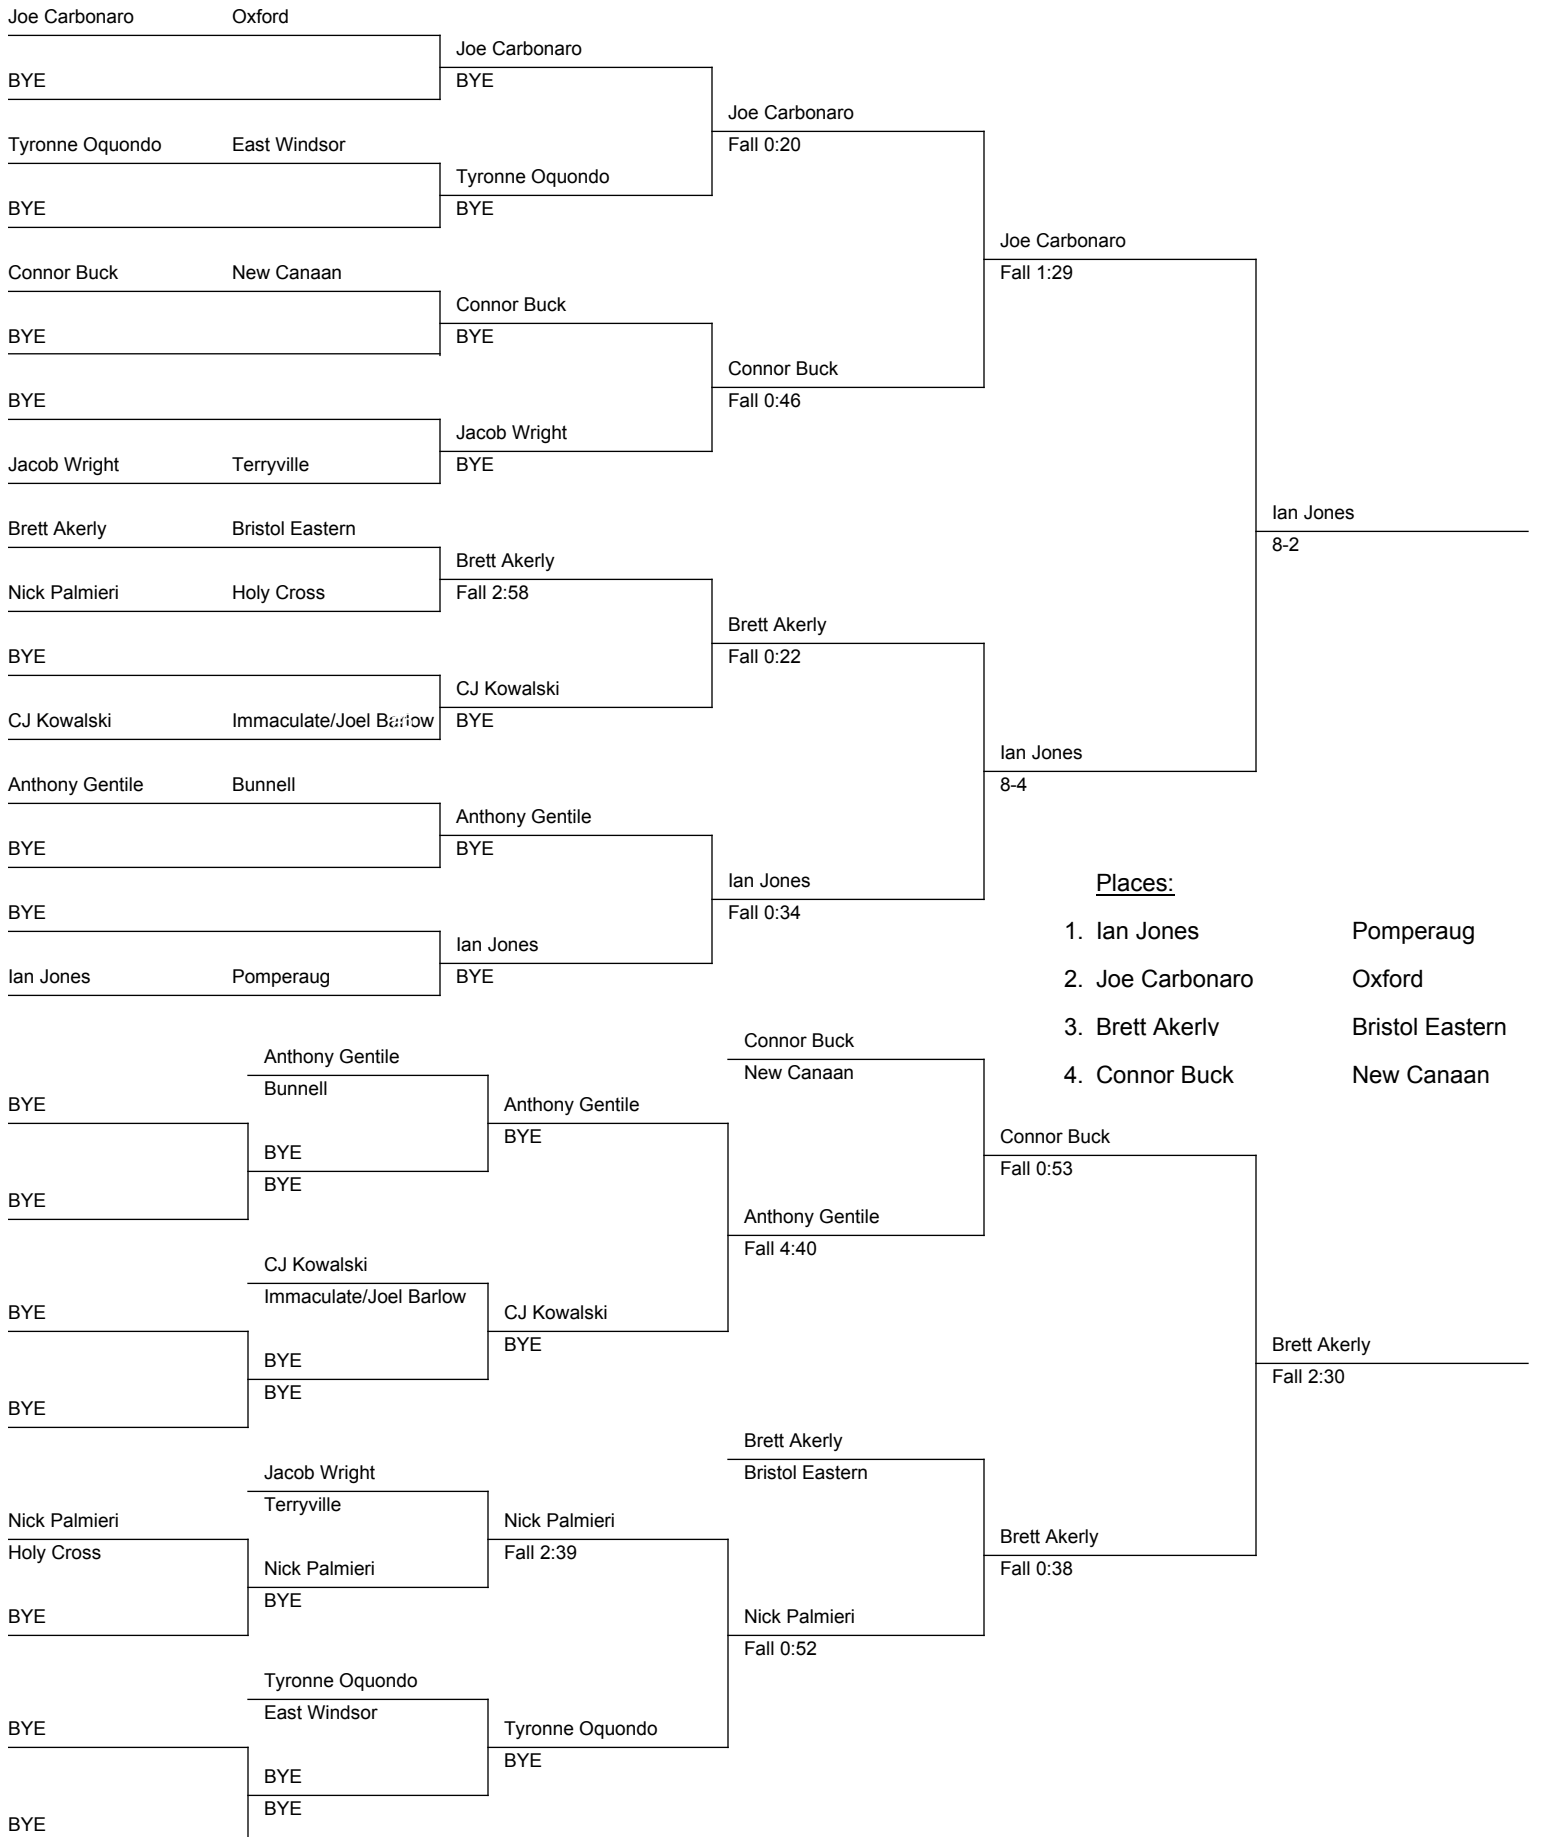 Joe Carbonaro Oxford
Joe Carbonaro
BYE
BYE
Joe Carbonaro
Tyronne Oquondo East Windsor
Fall 0:20
Tyronne Oquondo
BYE
BYE
Joe Carbonaro
Connor Buck New Canaan
Fall 1:29
Connor Buck
BYE
BYE
Connor Buck
BYE
Fall 0:46
Jacob Wright
Jacob Wright Terryville
BYE
Ian Jones
Brett Akerly Bristol Eastern
8-2
Brett Akerly
Nick Palmieri Holy Cross
Fall 2:58
Brett Akerly
BYE
Fall 0:22
CJ Kowalski
CJ Kowalski Immaculate/Joel Barlow
BYE
Ian Jones
Anthony Gentile Bunnell
8-4
Anthony Gentile
BYE
BYE
Ian Jones
Places:
BYE
Fall 0:34
1. Ian Jones Pomperaug
Ian Jones
Ian Jones Pomperaug
BYE
2. Joe Carbonaro Oxford
3. Brett Akerly Bristol Eastern
Connor Buck
Anthony Gentile
New Canaan
4. Connor Buck New Canaan
Bunnell
BYE
Anthony Gentile
BYE
Connor Buck
BYE
Fall 0:53
BYE
BYE
Anthony Gentile
Fall 4:40
CJ Kowalski
Immaculate/Joel Barlow
BYE
CJ Kowalski
BYE
Brett Akerly
BYE
Fall 2:30
BYE
BYE
Brett Akerly
Jacob Wright
Bristol Eastern
Terryville
Nick Palmieri
Nick Palmieri
Brett Akerly
Holy Cross
Fall 2:39
Nick Palmieri
Fall 0:38
BYE
BYE
Nick Palmieri
Fall 0:52
Tyronne Oquondo
East Windsor
BYE
Tyronne Oquondo
BYE
BYE
BYE
BYE